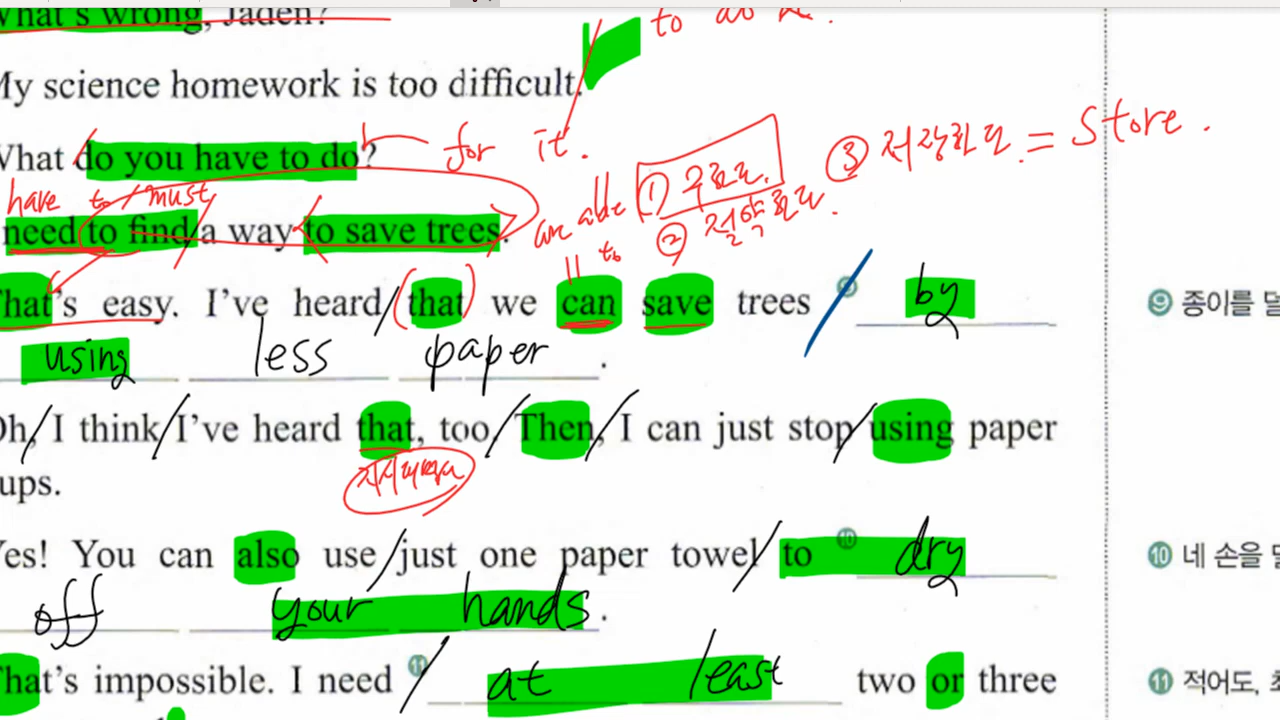 What's wrong, Jaden?
to do it.
My science homework is too difficult.
What do you have to do? for it.
have to / must
① 구하다. ③ 저장하다. = Store.
need to find a way to save trees. are able to ② 절약하다.
That's easy. I've heard that we can save trees ⑨ by
⑨ 종이를 덜
using less paper.
Oh, I think I've heard that, too. Then, I can just stop using paper
지시대명사
cups.
Yes! You can also use just one paper towel to ⑩ dry
⑩ 네 손을 말
off your hands.
That's impossible. I need ⑪ at least two or three
⑪ 적어도, 최